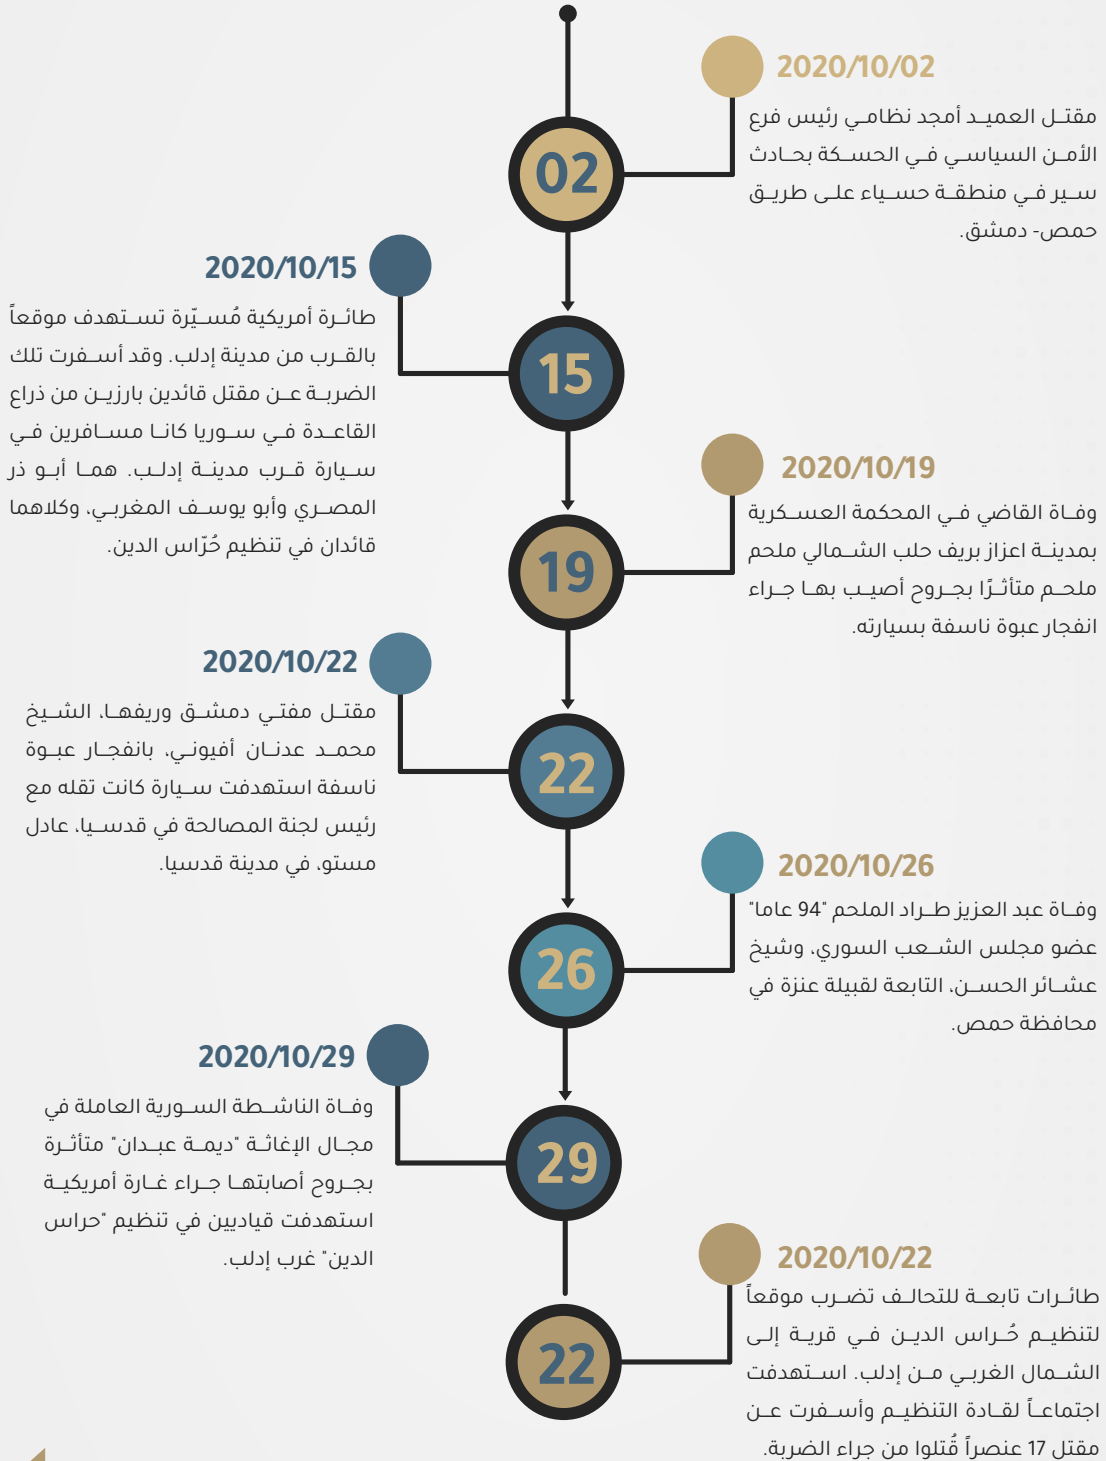 2020/10/02
مقتل العميد أمجد نظامي رئيس فرع
الأمن السياسي في الحسكة بحادث
سير في منطقة حسياء على طريق
حمص- دمشق.
02
2020/10/15
طائرة أمريكية مُسيّرة تستهدف موقعاً
بالقرب من مدينة إدلب. وقد أسفرت تلك
الضربة عن مقتل قائدين بارزين من ذراع
القاعدة في سوريا كانا مسافرين في
سيارة قرب مدينة إدلب. هما أبو ذر
المصري وأبو يوسف المغربي، وكلاهما
قائدان في تنظيم حُرّاس الدين.
15
2020/10/19
وفاة القاضي في المحكمة العسكرية
بمدينة اعزاز بريف حلب الشمالي ملحم
ملحم متأثرًا بجروح أصيب بها جراء
انفجار عبوة ناسفة بسيارته.
19
2020/10/22
مقتل مفتي دمشق وريفها، الشيخ
محمد عدنان أفيوني، بانفجار عبوة
ناسفة استهدفت سيارة كانت تقله مع
رئيس لجنة المصالحة في قدسيا، عادل
مستو، في مدينة قدسيا.
22
2020/10/26
وفاة عبد العزيز طراد الملحم "94 عاما"
عضو مجلس الشعب السوري، وشيخ
عشائر الحسن، التابعة لقبيلة عنزة في
محافظة حمص.
26
2020/10/29
وفاة الناشطة السورية العاملة في
مجال الإغاثة "ديمة عبدان" متأثرة
بجروح أصابتها جراء غارة أمريكية
استهدفت قياديين في تنظيم "حراس
الدين" غرب إدلب.
29
2020/10/22
طائرات تابعة للتحالف تضرب موقعاً
لتنظيم حُراس الدين في قرية إلى
الشمال الغربي من إدلب. استهدفت
اجتماعاً لقادة التنظيم وأسفرت عن
مقتل 17 عنصراً قُتلوا من جراء الضربة.
22